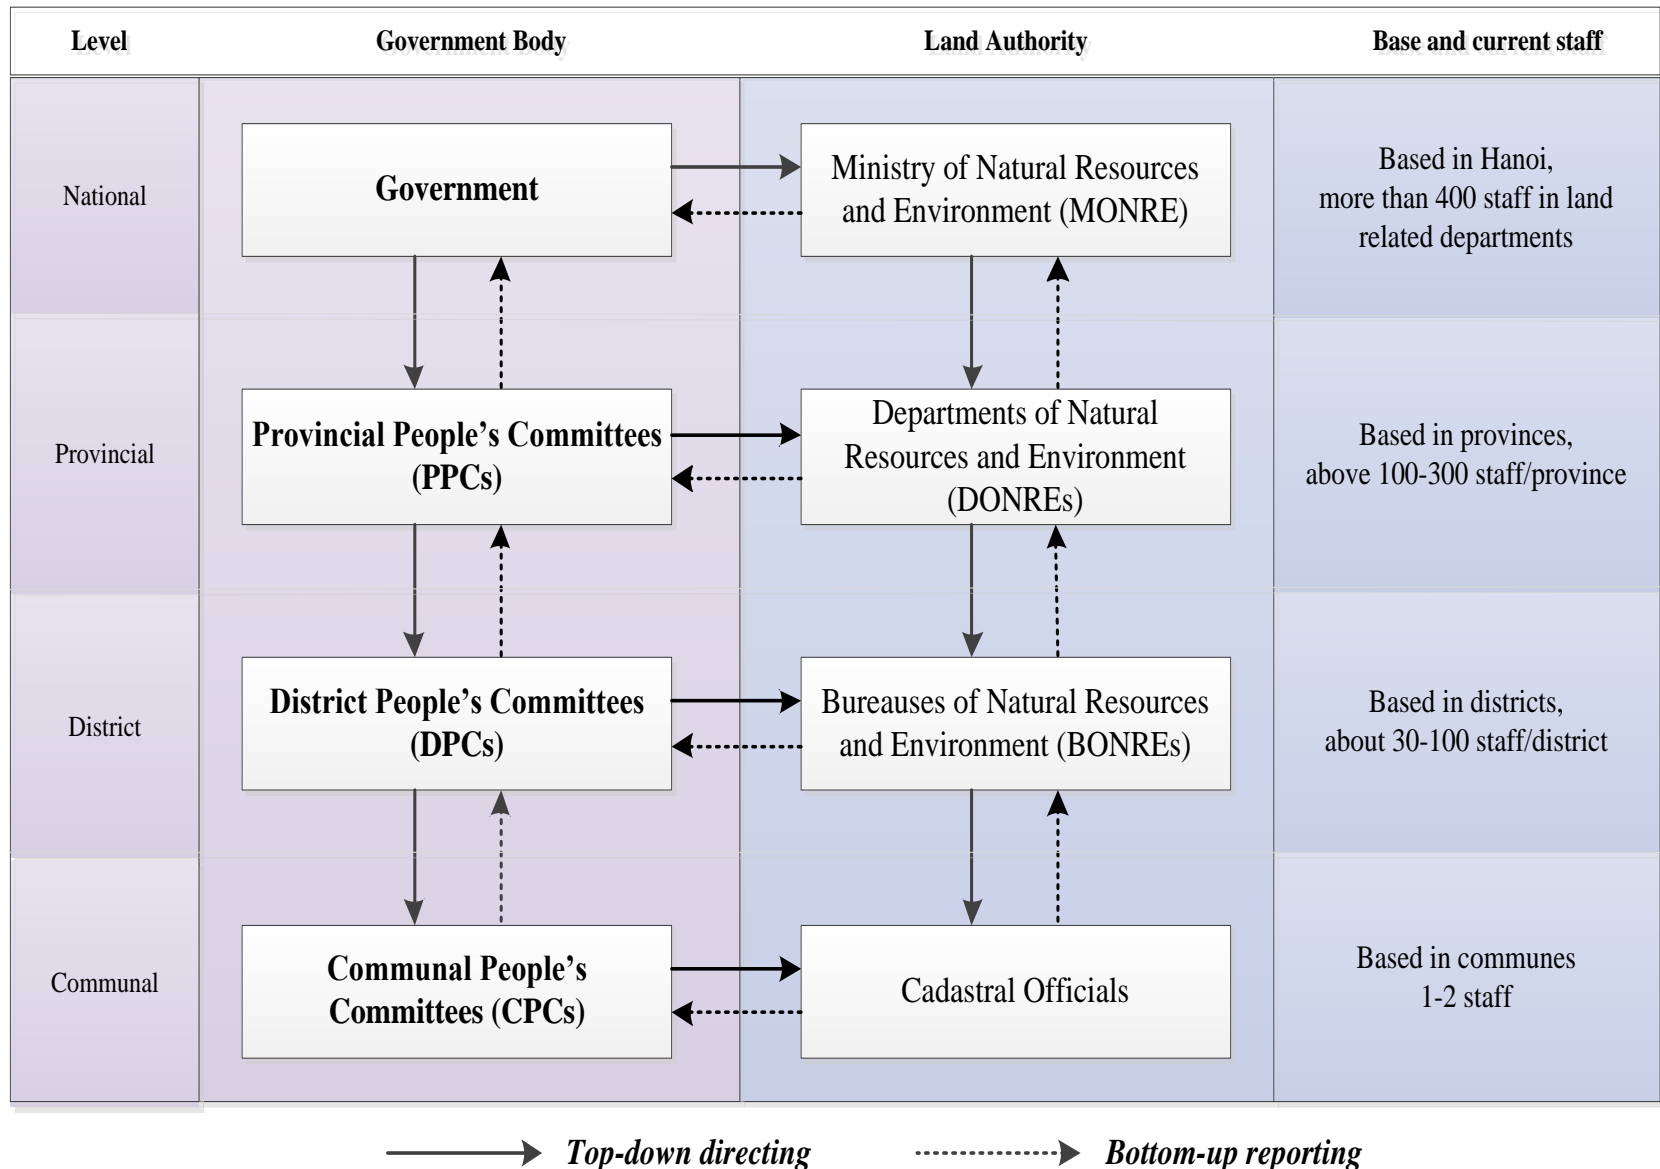 Level
Government Body
Land Authority
Base and current staff
National
Government
Ministry of Natural Resources
and Environment (MONRE)
Based in Hanoi,
more than 400 staff in land
related departments
Provincial
Provincial People's Committees
(PPCs)
Departments of Natural
Resources and Environment
(DONREs)
Based in provinces,
above 100-300 staff/province
District
District People's Committees
(DPCs)
Bureauses of Natural Resources
and Environment (BONREs)
Based in districts,
about 30-100 staff/district
Communal
Communal People's
Committees (CPCs)
Cadastral Officials
Based in communes
1-2 staff
Top-down directing
Bottom-up reporting